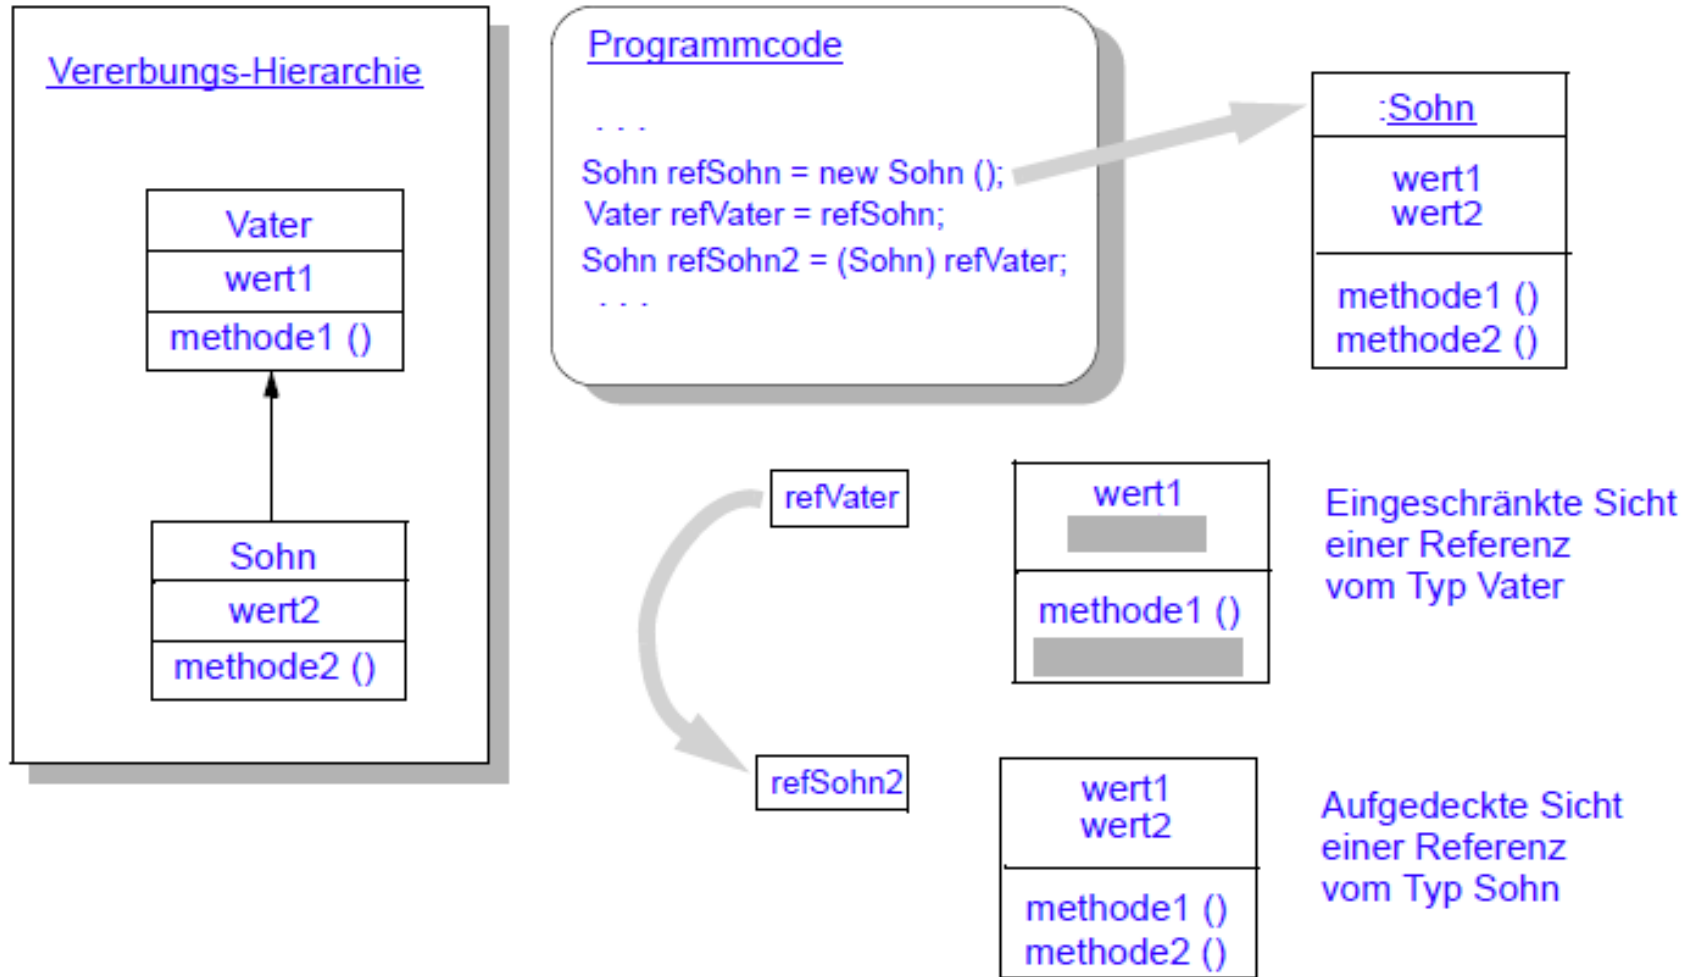 Vererbungs-Hierarchie
Vater
wert1
methode1 ()
Sohn
wert2
methode2 ()
Programmcode
. . .
Sohn refSohn = new Sohn ();
Vater refVater = refSohn;
Sohn refSohn2 = (Sohn) refVater;
. . .
:Sohn
wert1
wert2
methode1 ()
methode2 ()
refVater
wert1
methode1 ()
Eingeschränkte Sicht
einer Referenz
vom Typ Vater
refSohn2
wert1
wert2
methode1 ()
methode2 ()
Aufgedeckte Sicht
einer Referenz
vom Typ Sohn